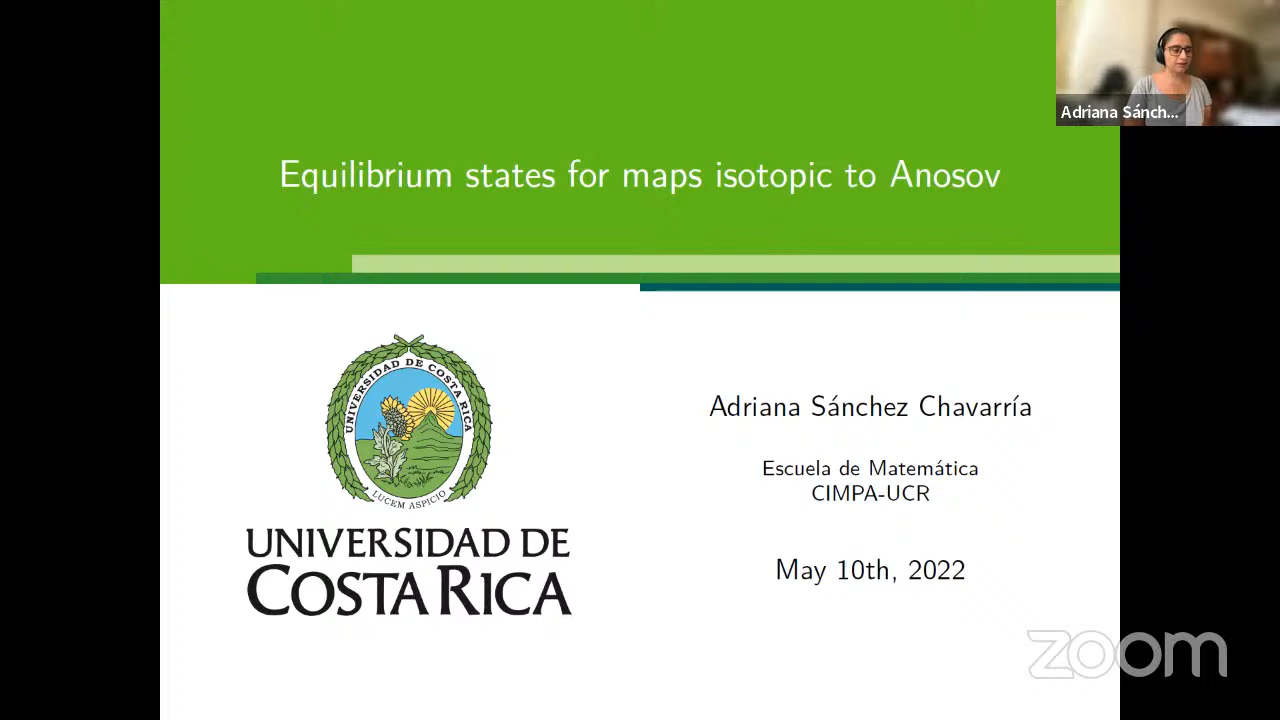 Adriana Sánch...
Equilibrium states for maps isotopic to Anosov
UNIVERSIDAD DE COSTA RICA
LUCEM ASPICIO
UNIVERSIDAD DE
COSTA RICA
Adriana Sánchez Chavarría
Escuela de Matemática
CIMPA-UCR
May 10th, 2022
zoom